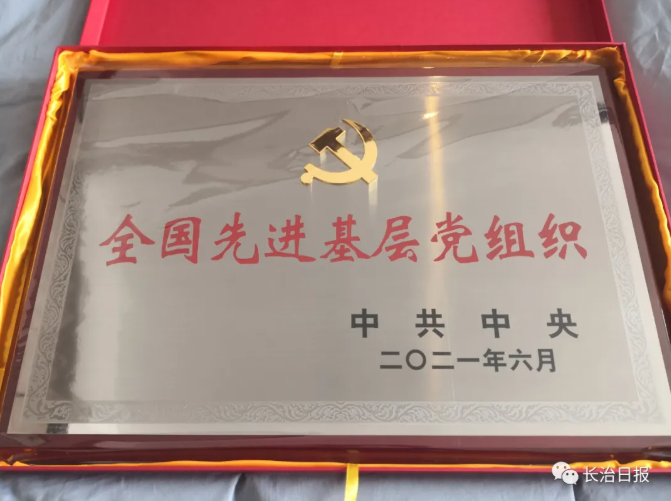 全国先进基层党组织
中共中央
二〇二一年六月
长治日报